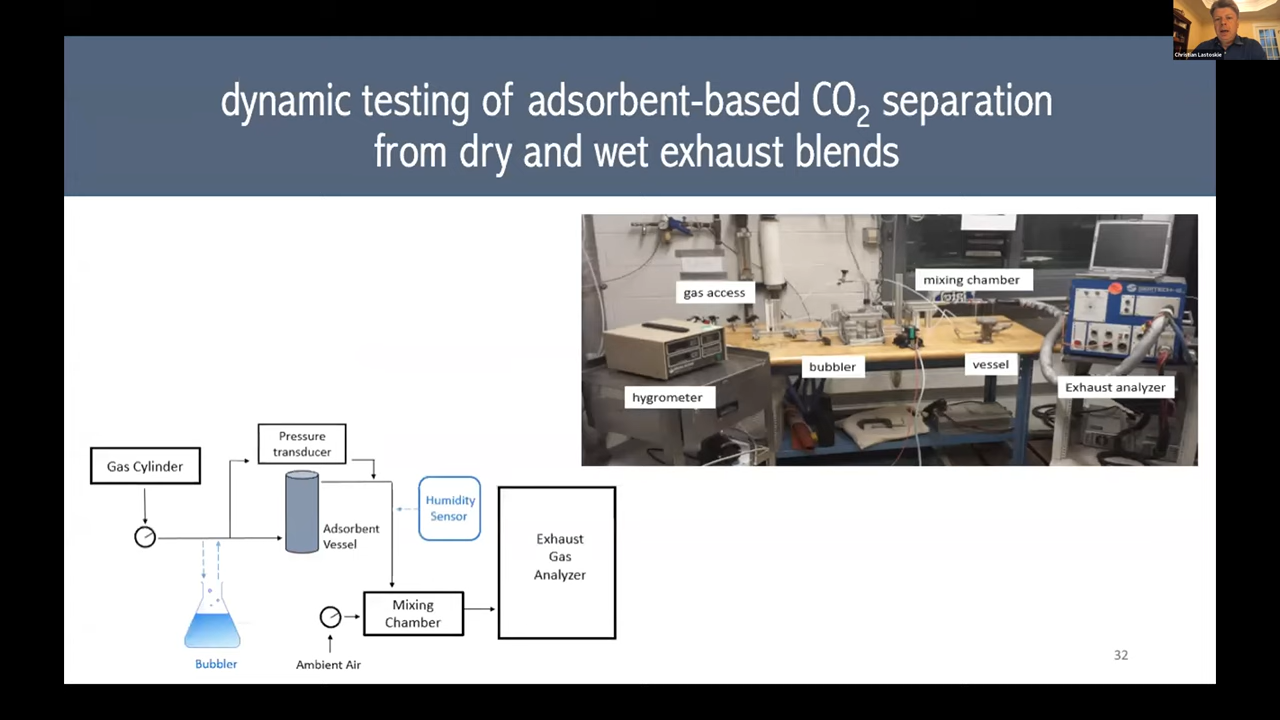 Christian Lastoskie
dynamic testing of adsorbent-based CO₂ separation
from dry and wet exhaust blends
gas access
mixing chamber
bubbler
vessel
Exhaust analyzer
hygrometer
Pressure
transducer
Gas Cylinder
Humidity
Sensor
Adsorbent
Vessel
Exhaust
Gas
Analyzer
Mixing
Chamber
Bubbler
Ambient Air
32